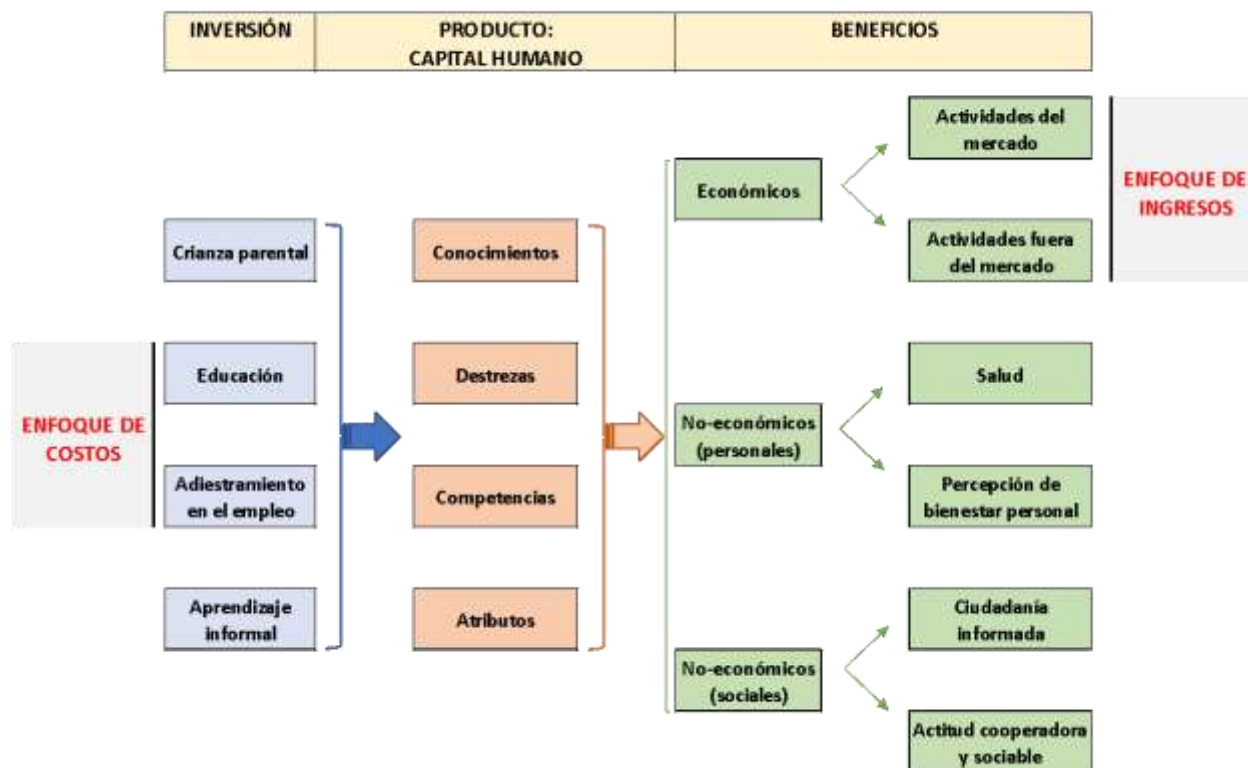 INVERSIÓN
PRODUCTO:
CAPITAL HUMANO
BENEFICIOS
Actividades del
mercado
Económicos
ENFOQUE DE
INGRESOS
Crianza parental
Conocimientos
Actividades fuera
del mercado
Educación
Destrezas
Salud
ENFOQUE DE
COSTOS
No-económicos
(personales)
Adiestramiento
en el empleo
Competencias
Percepción de
bienestar personal
Aprendizaje
informal
Atributos
Ciudadanía
informada
No-económicos
(sociales)
Actitud cooperadora
y sociable